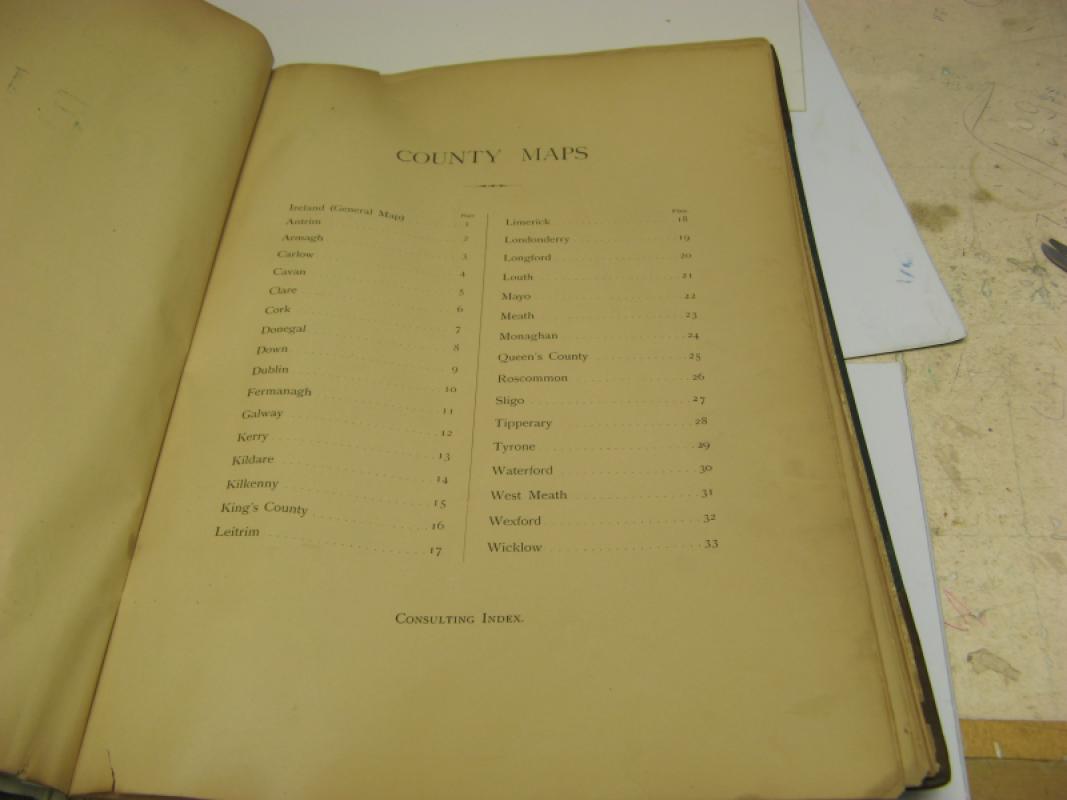 COUNTY MAPS
Ireland (General Map) 1
Antrim 2
Armagh 3
Carlow 4
Cavan 5
Clare 6
Cork 7
Donegal 8
Down 9
Dublin 10
Fermanagh 11
Galway 12
Kerry 13
Kildare 14
Kilkenny 15
King's County 16
Leitrim 17
Limerick 18
Londonderry 19
Longford 20
Louth 21
Mayo 22
Meath 23
Monaghan 24
Queen's County 25
Roscommon 26
Sligo 27
Tipperary 28
Tyrone 29
Waterford 30
West Meath 31
Wexford 32
Wicklow 33
CONSULTING INDEX.